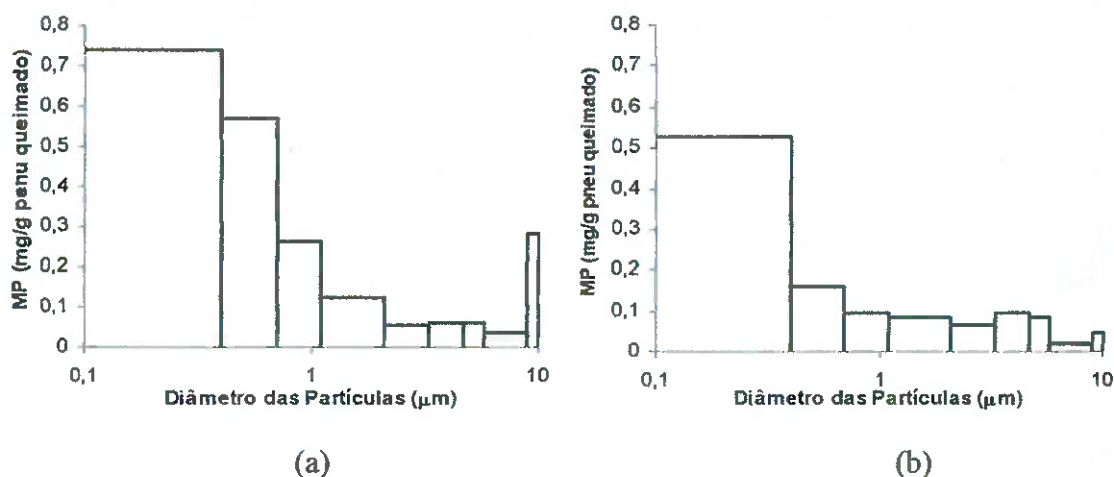 0,8
0,7
0,6
0,5
0,4
0,3
0,2
0,1
0
MP (mg/g penu queimado)
0,1 1 10
Diâmetro das Partículas (μm)
(a)
0,8
0,7
0,6
0,5
0,4
0,3
0,2
0,1
0
MP (mg/g pneu queimado)
0,1 1 10
Diâmetro das Partículas (μm)
(b)